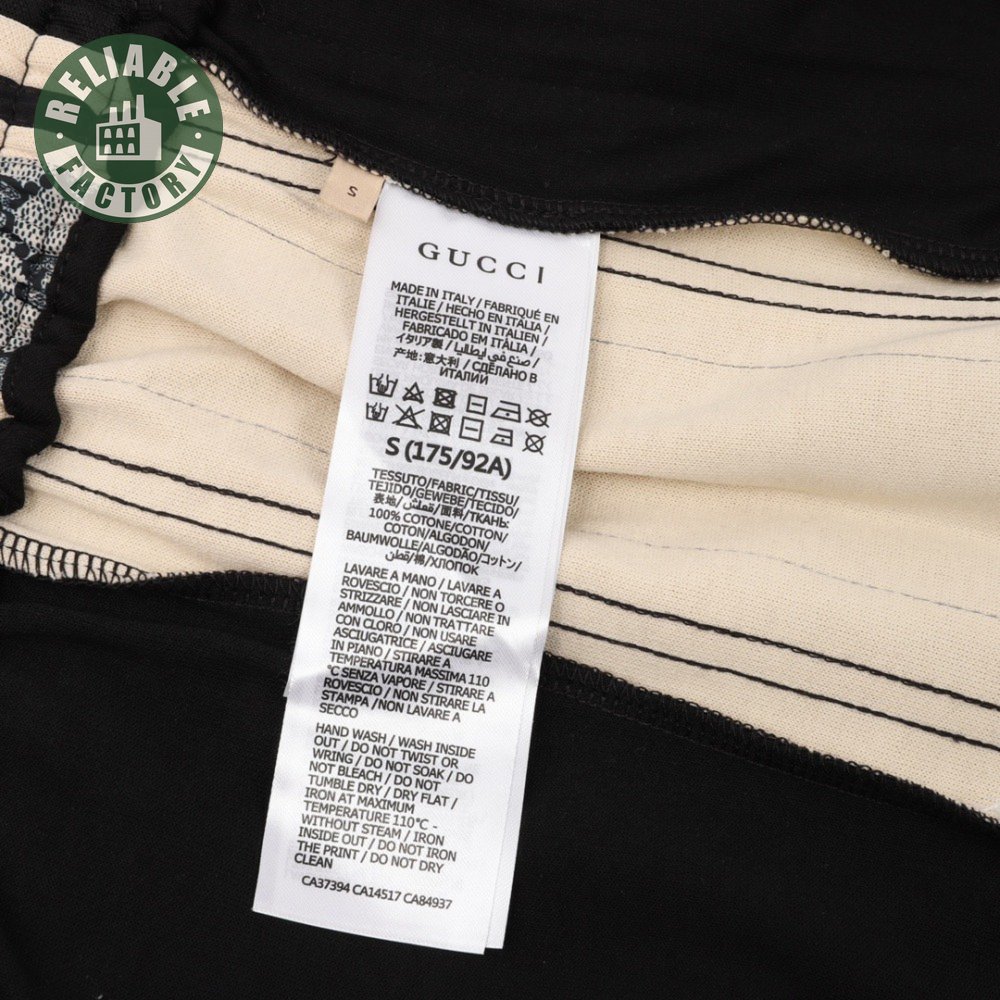 RELIABLE
FACTORY
S
GUCCI
MADE IN ITALY / FABRIQUÉ EN
ITALIE / HECHO EN ITALIA /
HERGESTELLT IN ITALIEN /
FABRICADO EM ITÁLIA /
イタリア製 / صنع في ايطاليا /
产地: 意大利 / СДЕЛАНО В
ИТАЛИИ
S (175/92A)
TESSUTO/FABRIC/TISSU/
TEJIDO/GEWEBE/TECIDO/
表地/قماش/面料/ТКАНЬ:
100% COTONE/COTTON/
COTON/ALGODON/
BAUMWOLLE/ALGODÃO/コットン/
قطن/棉/ХЛОПОК
LAVARE A MANO / LAVARE A
ROVESCIO / NON TORCERE O
STRIZZARE / NON LASCIARE IN
AMMOLLO / NON TRATTARE
CON CLORO / NON USARE
ASCIUGATRICE / ASCIUGARE
IN PIANO / STIRARE A
TEMPERATURA MASSIMA 110
℃ SENZA VAPORE / STIRARE A
ROVESCIO / NON STIRARE LA
STAMPA /NON LAVARE A
SECCO
HAND WASH / WASH INSIDE
OUT / DO NOT TWIST OR
WRING / DO NOT SOAK / DO
NOT BLEACH / DO NOT
TUMBLE DRY / DRY FLAT /
IRON AT MAXIMUM
TEMPERATURE 110℃ -
WITHOUT STEAM / IRON
INSIDE OUT / DO NOT IRON
THE PRINT / DO NOT DRY
CLEAN
CA37394 CA14517 CA84937